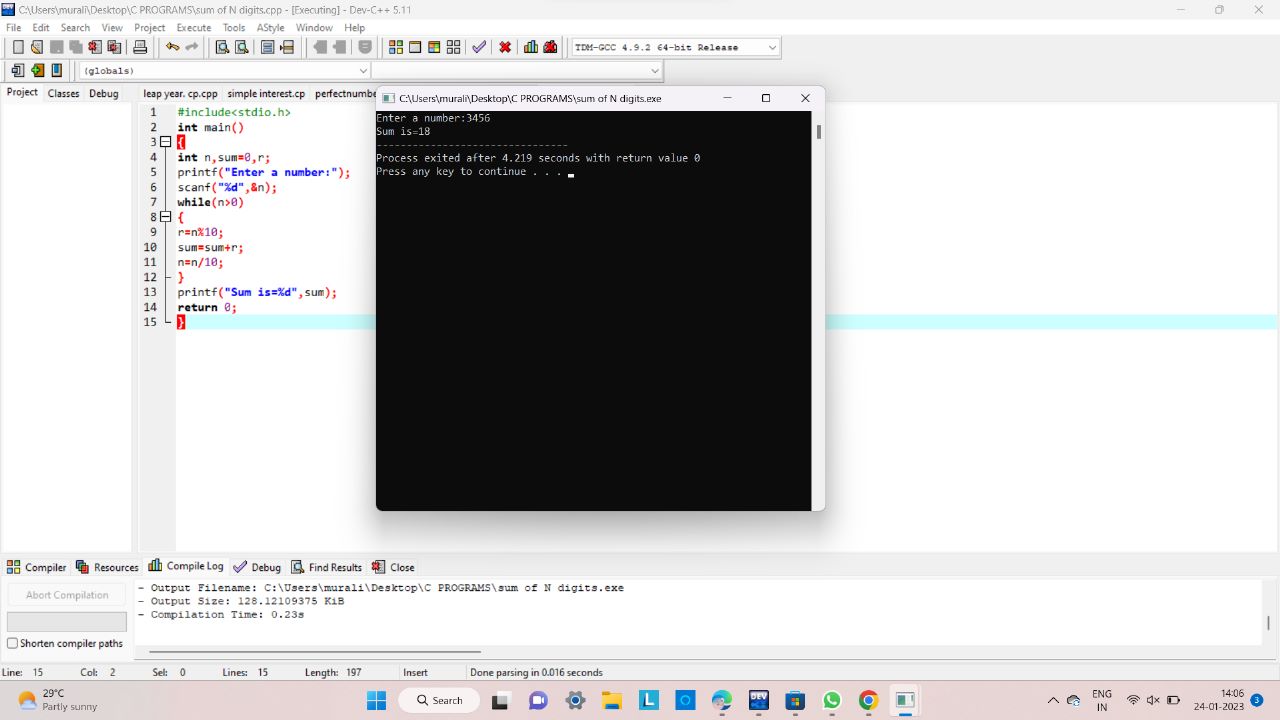 C:\Users\murali\Desktop\C PROGRAMS\sum of N digits.cpp - [Executing] - Dev-C++ 5.11
File Edit Search View Project Execute Tools AStyle Window Help
TDM-GCC 4.9.2 64-bit Release
(globals)
Project Classes Debug
leap year. cp.cpp simple interest.cp perfectnumbe
1 #include<stdio.h>
2 int main()
3 {
4 int n,sum=0,r;
5 printf("Enter a number:");
6 scanf("%d",&n);
7 while(n>0)
8 {
9 r=n%10;
10 sum=sum+r;
11 n=n/10;
12 }
13 printf("Sum is=%d",sum);
14 return 0;
15 }
C:\Users\murali\Desktop\C PROGRAMS\sum of N digits.exe
Enter a number:3456
Sum is=18
--------------------------------
Process exited after 4.219 seconds with return value 0
Press any key to continue . . .
Compiler Resources Compile Log Debug Find Results Close
Abort Compilation
Shorten compiler paths
- Output Filename: C:\Users\murali\Desktop\C PROGRAMS\sum of N digits.exe
- Output Size: 128.12109375 KiB
- Compilation Time: 0.23s
Line: 15 Col: 2 Sel: 0 Lines: 15 Length: 197 Insert Done parsing in 0.016 seconds
29°C
Partly sunny
Search
L
DEV
ENG
IN
14:06
24-01-2023
3